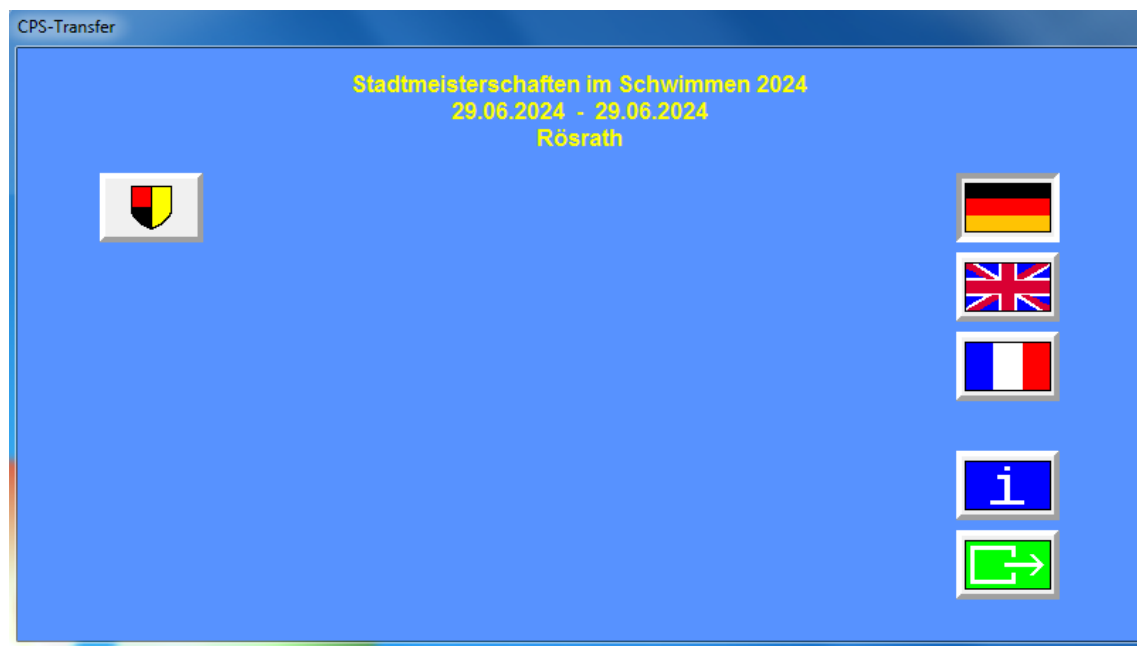 CPS-Transfer
Stadtmeisterschaften im Schwimmen 2024
29.06.2024 - 29.06.2024
Rösrath
i